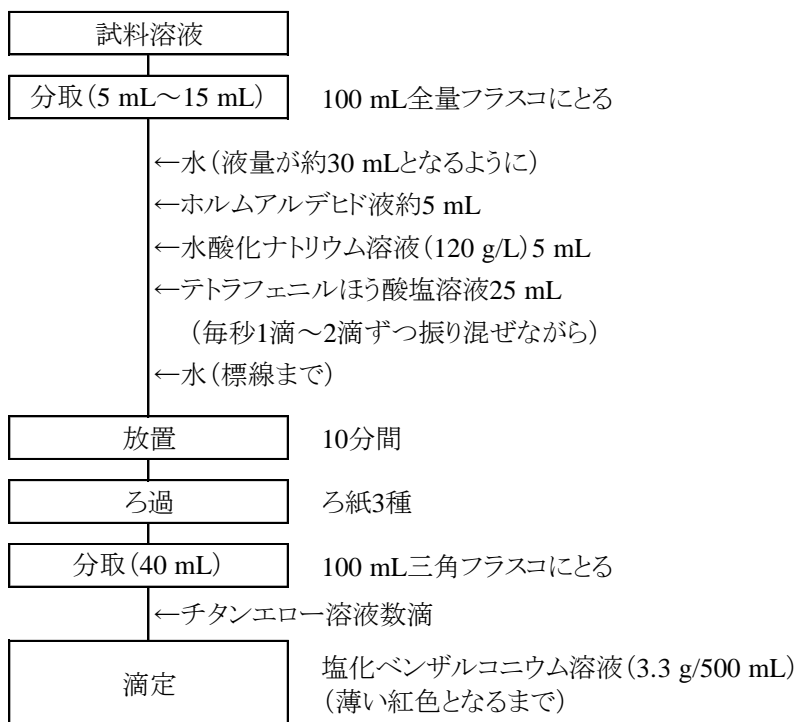 試料溶液
分取（5 mL～15 mL） 100 mL全量フラスコにとる
←水（液量が約30 mLとなるように）
←ホルムアルデヒド液約5 mL
←水酸化ナトリウム溶液（120 g/L）5 mL
←テトラフェニルほう酸塩溶液25 mL
（毎秒1滴～2滴ずつ振り混ぜながら）
←水（標線まで）
放置 10分間
ろ過 ろ紙3種
分取（40 mL） 100 mL三角フラスコにとる
←チタンエロー溶液数滴
滴定 塩化ベンザルコニウム溶液（3.3 g/500 mL）
（薄い紅色となるまで）